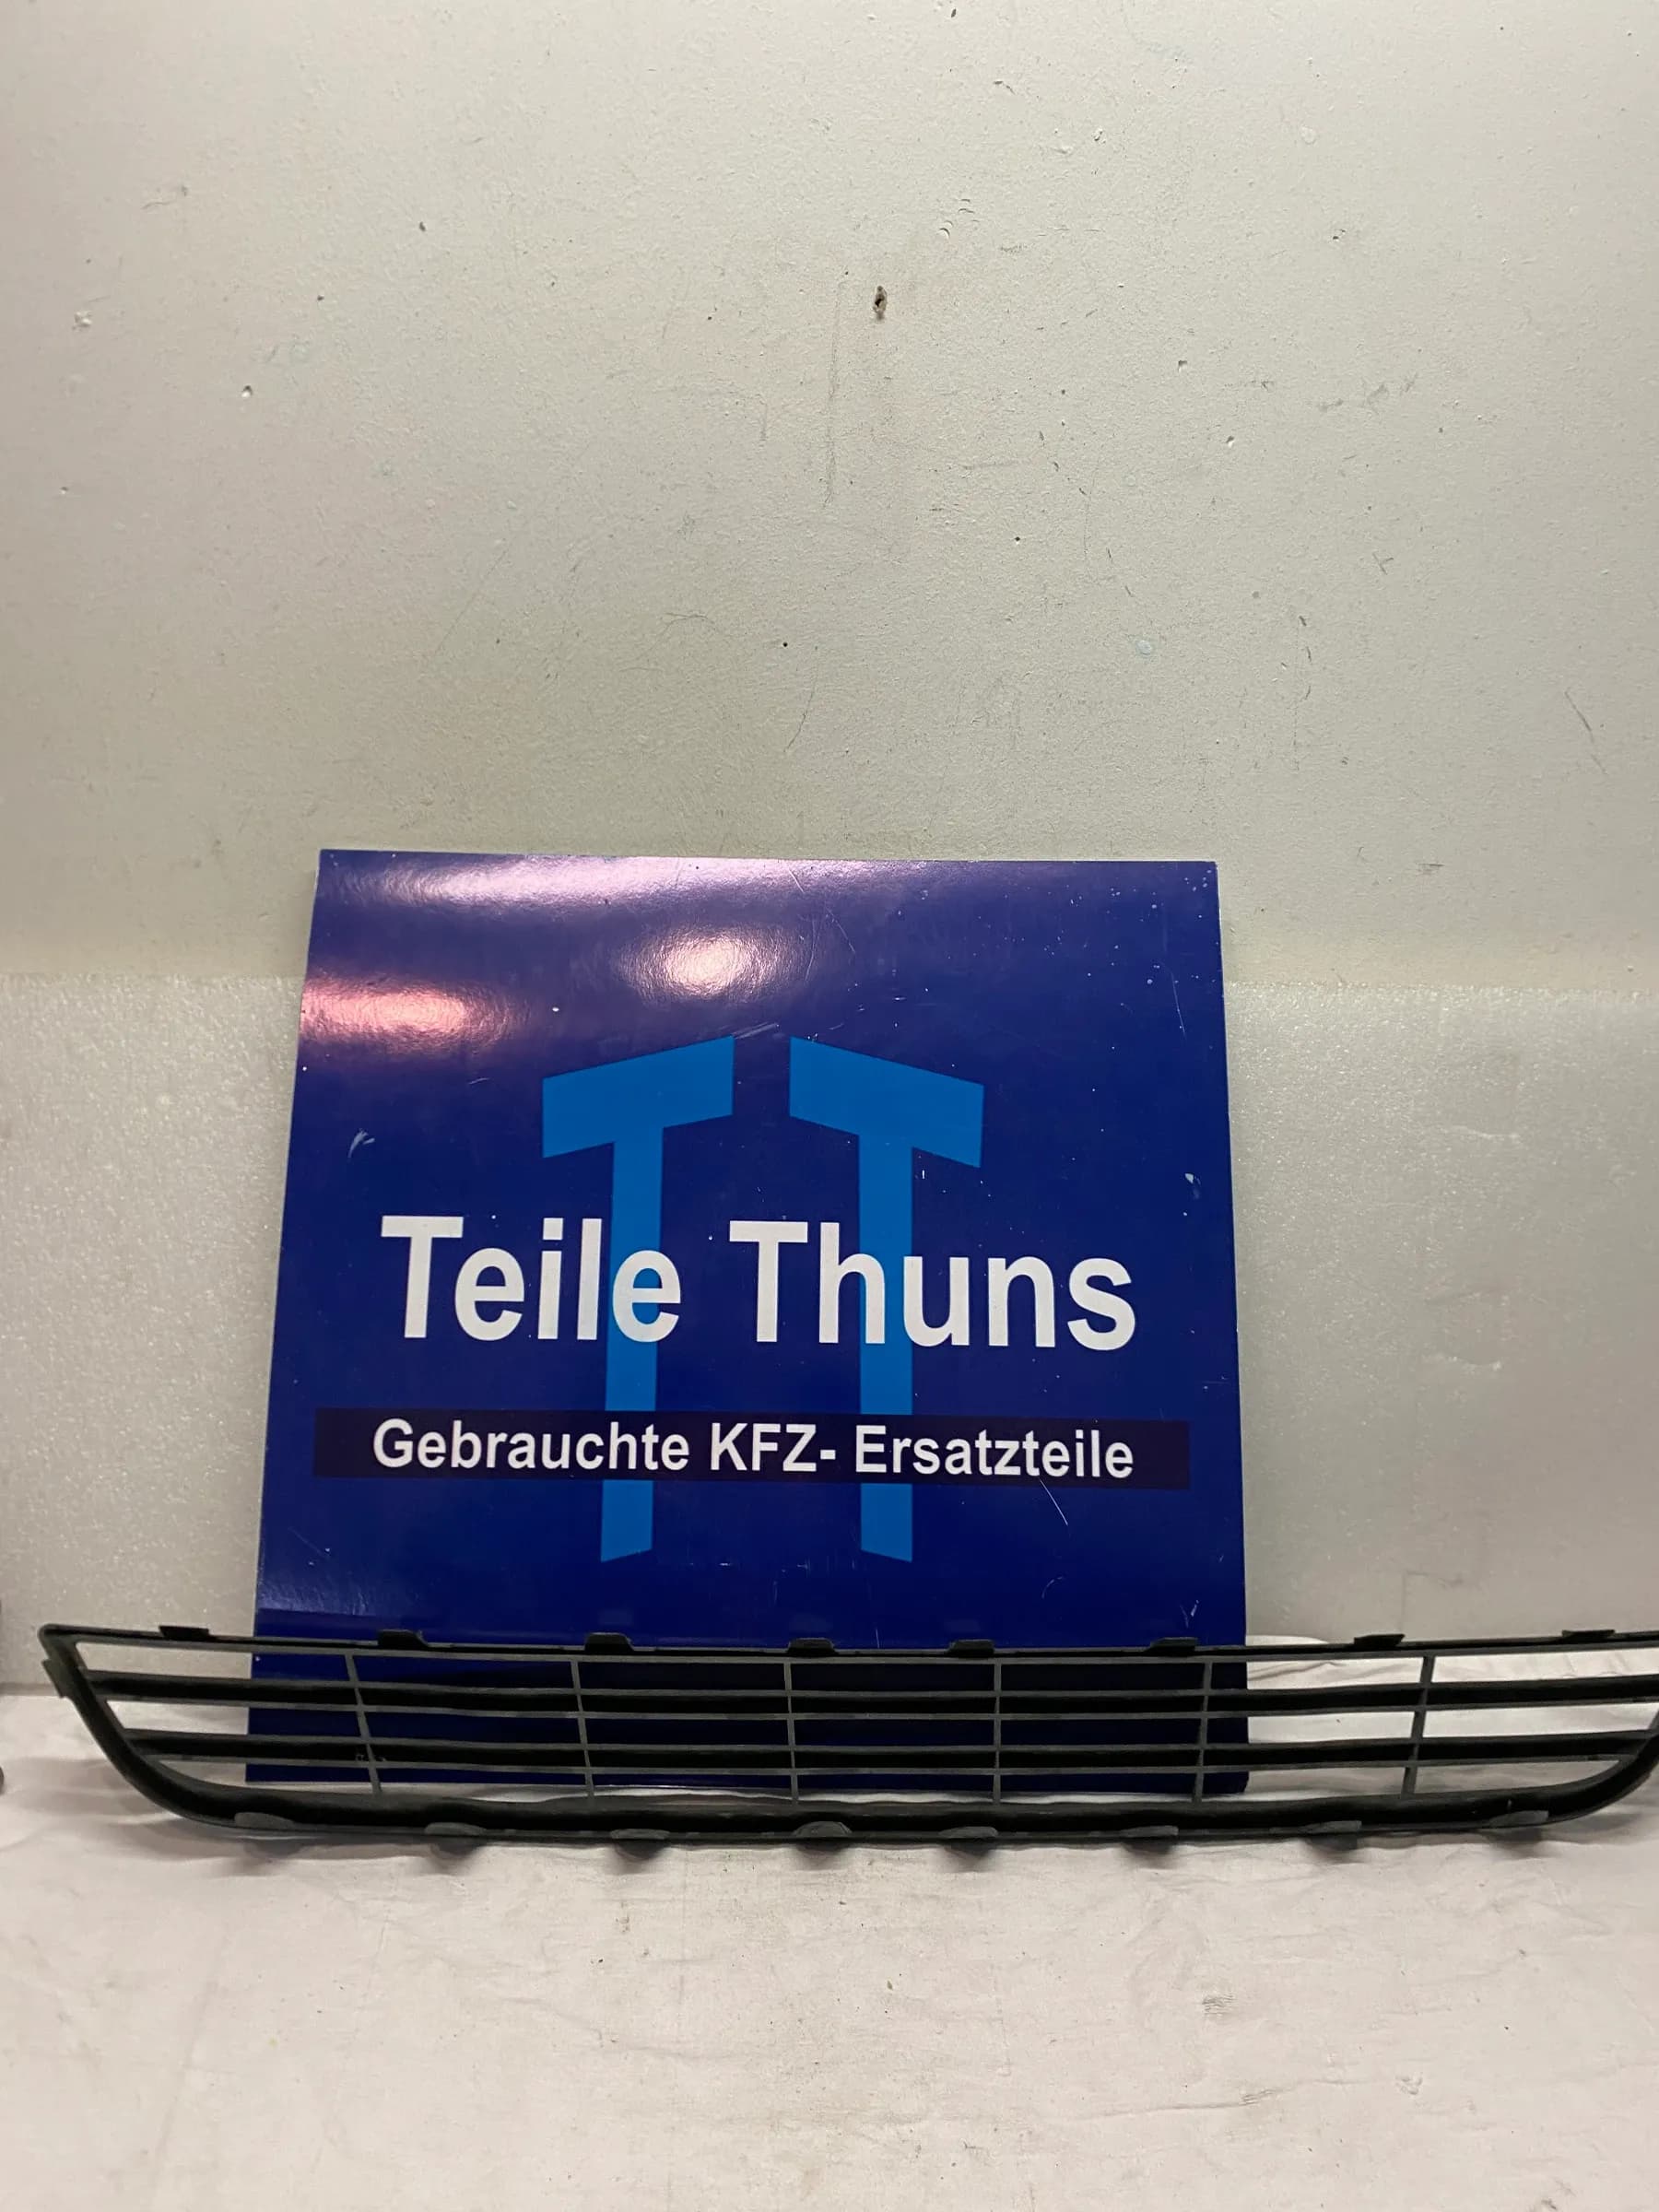 TT
Teile Thuns
Gebrauchte KFZ- Ersatzteile